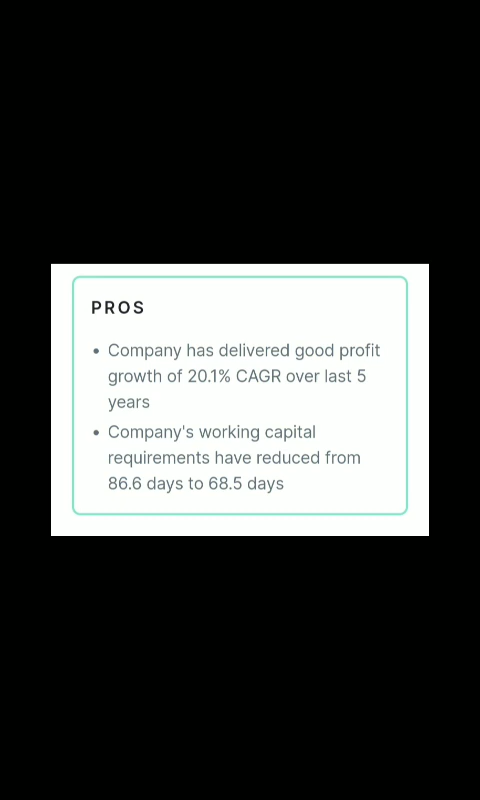 PROS
• Company has delivered good profit
growth of 20.1% CAGR over last 5
years
• Company's working capital
requirements have reduced from
86.6 days to 68.5 days